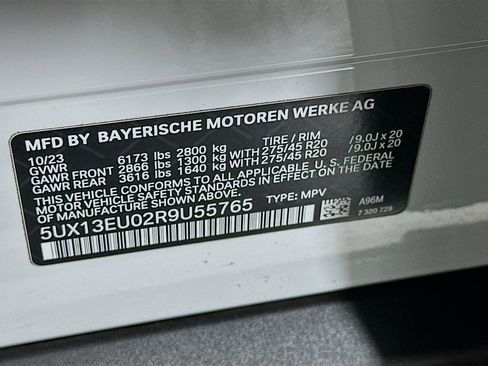 MFD BY BAYERISCHE MOTOREN WERKE AG
10/23 TIRE / RIM
GVWR 6173 lbs 2800 kg
GAWR FRONT 2866 lbs 1300 kg WITH 275/45 R20 /9.0J x 20
GAWR REAR 3616 lbs 1640 kg WITH 275/45 R20 /9.0J x 20
THIS VEHICLE CONFORMS TO ALL APPLICABLE U.S. FEDERAL
MOTOR VEHICLE SAFETY STANDARDS IN EFFECT ON THE
DATE OF MANUFACTURE SHOWN ABOVE.
5UX13EU02R9U55765 TYPE: MPV
A96M
7 320 729